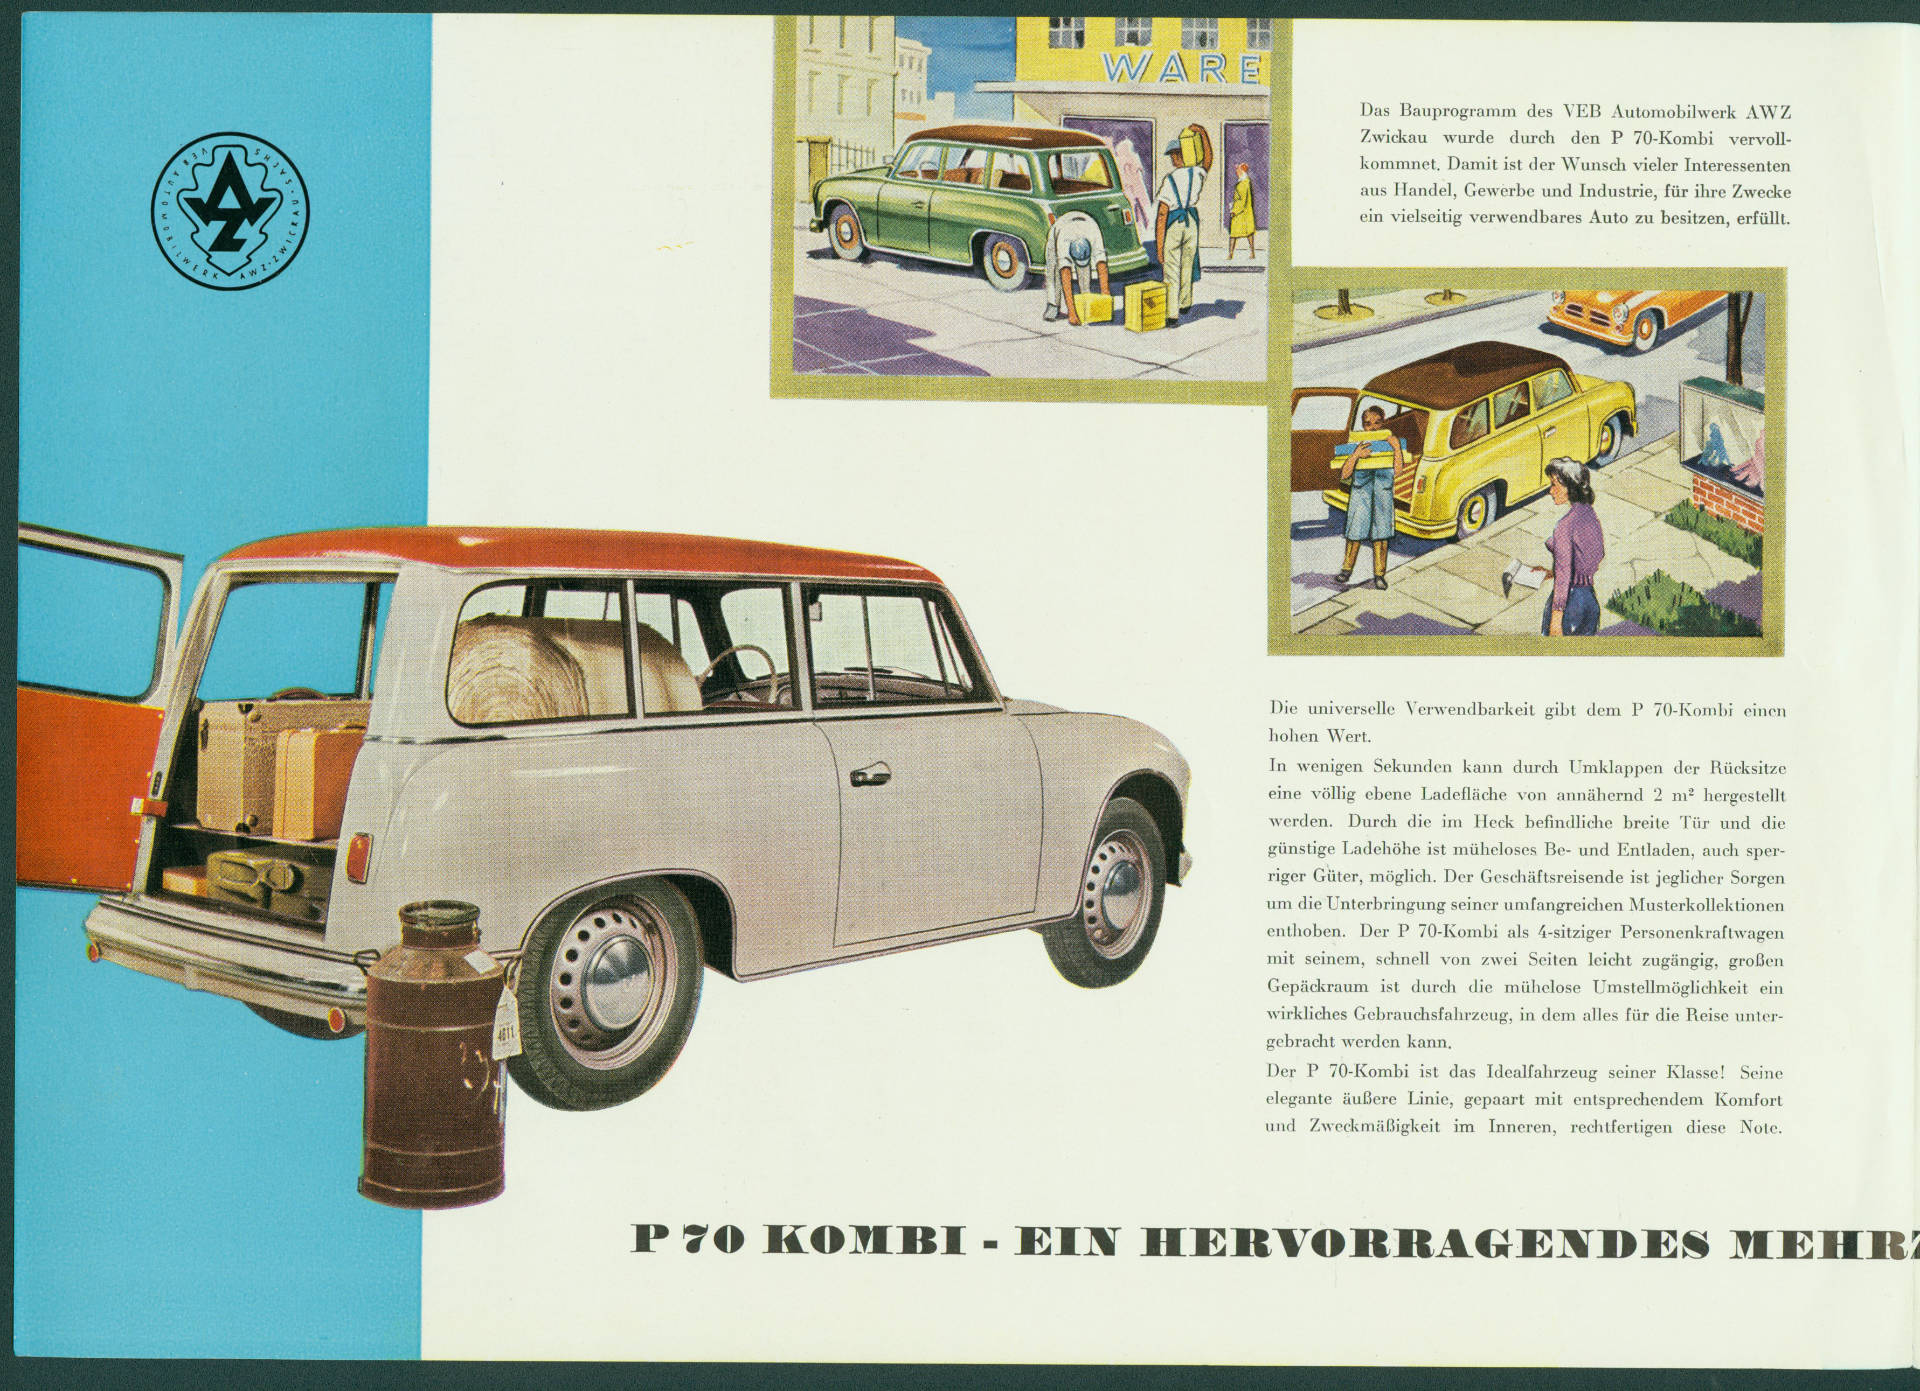 VEB AUTOMOBILWERK AWZ·ZWICKAU·SACHS
AWZ
WARE
Das Bauprogramm des VEB Automobilwerk AWZ
Zwickau wurde durch den P 70-Kombi vervoll-
kommnet. Damit ist der Wunsch vieler Interessenten
aus Handel, Gewerbe und Industrie, für ihre Zwecke
ein vielseitig verwendbares Auto zu besitzen, erfüllt.
Die universelle Verwendbarkeit gibt dem P 70-Kombi einen
hohen Wert.
In wenigen Sekunden kann durch Umklappen der Rücksitze
eine völlig ebene Ladefläche von annähernd 2 m² hergestellt
werden. Durch die im Heck befindliche breite Tür und die
günstige Ladehöhe ist müheloses Be- und Entladen, auch sper-
riger Güter, möglich. Der Geschäftsreisende ist jeglicher Sorgen
um die Unterbringung seiner umfangreichen Musterkollektionen
enthoben. Der P 70-Kombi als 4-sitziger Personenkraftwagen
mit seinem, schnell von zwei Seiten leicht zugängig, großen
Gepäckraum ist durch die mühelose Umstellmöglichkeit ein
wirkliches Gebrauchsfahrzeug, in dem alles für die Reise unter-
gebracht werden kann.
Der P 70-Kombi ist das Idealfahrzeug seiner Klasse! Seine
elegante äußere Linie, gepaart mit entsprechendem Komfort
und Zweckmäßigkeit im Inneren, rechtfertigen diese Note.
4611
P 70 KOMBI - EIN HERVORRAGENDES MEHRZ